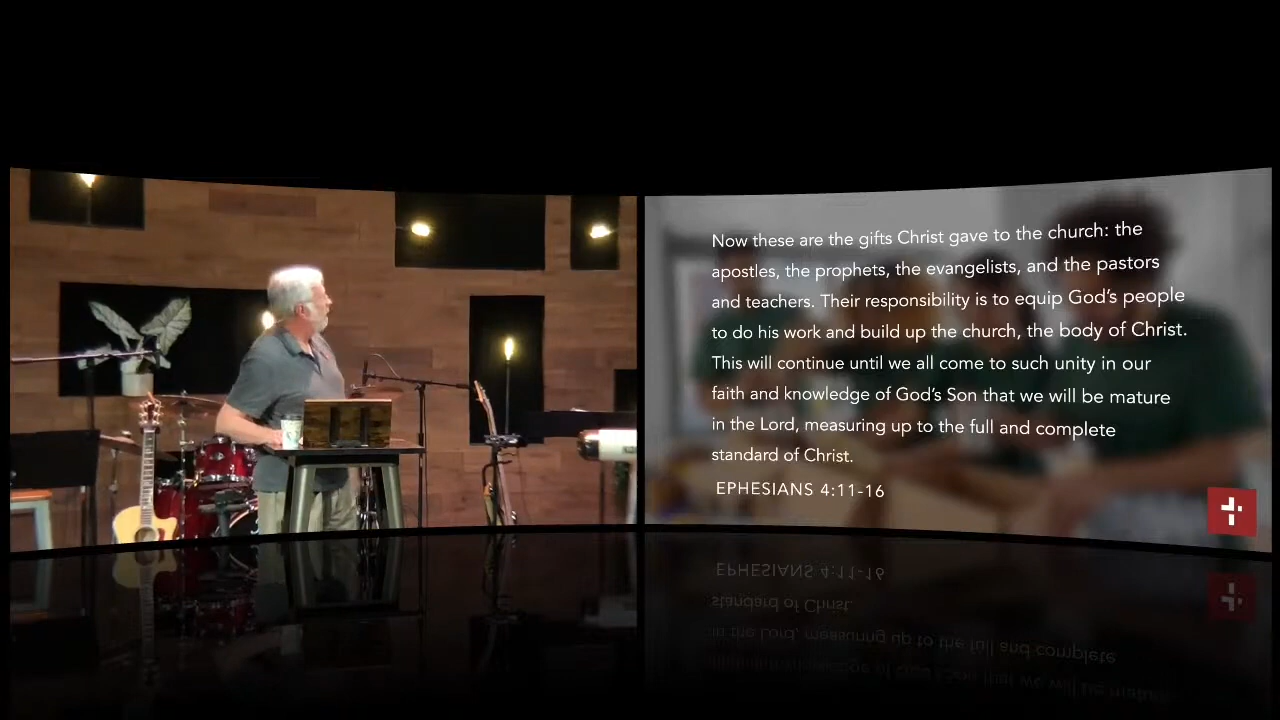 Now these are the gifts Christ gave to the church: the
apostles, the prophets, the evangelists, and the pastors
and teachers. Their responsibility is to equip God's people
to do his work and build up the church, the body of Christ.
This will continue until we all come to such unity in our
faith and knowledge of God's Son that we will be mature
in the Lord, measuring up to the full and complete
standard of Christ.
EPHESIANS 4:11-16